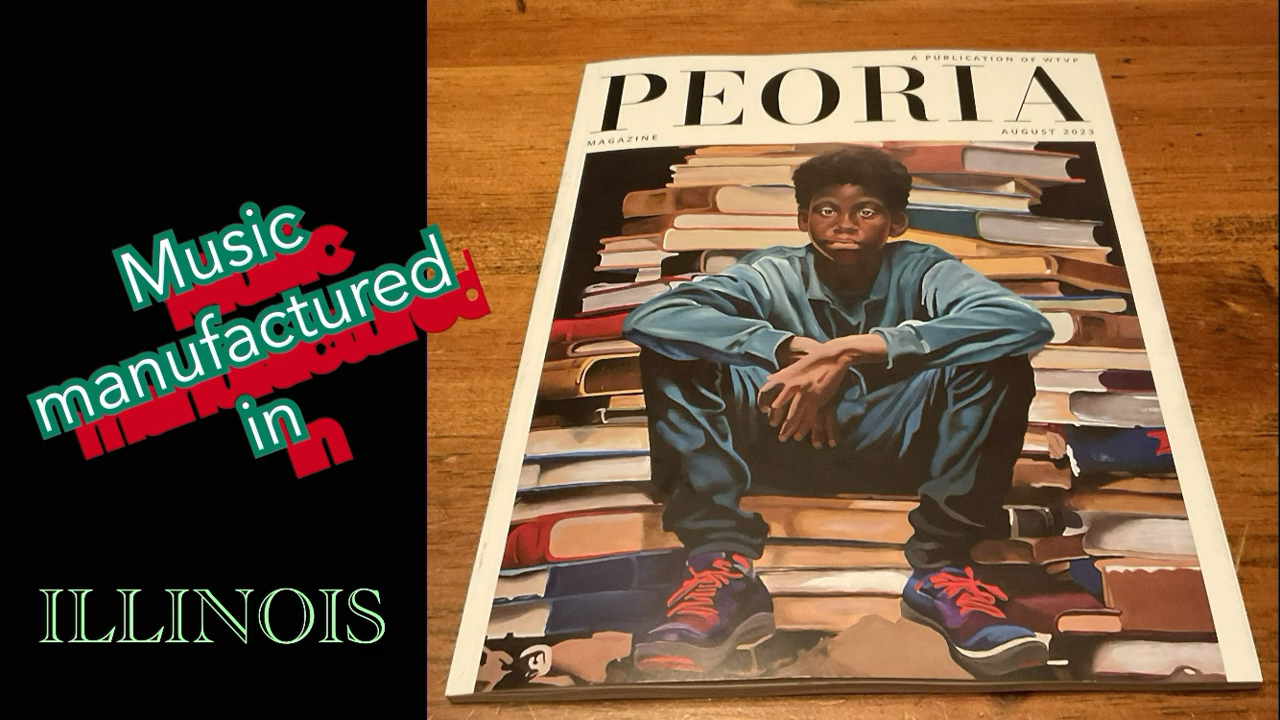 Music
manufactured
in
ILLINOIS
A PUBLICATION OF WTVP
PEORIA
MAGAZINE
AUGUST 2023